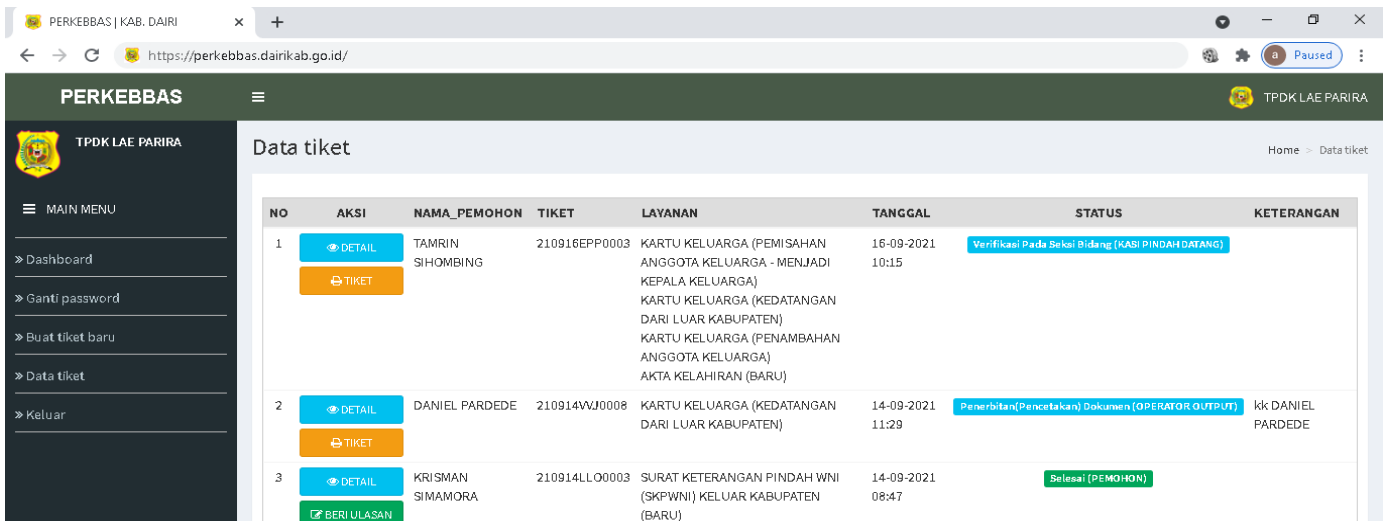 PERKEBBAS | KAB. DAIRI
https://perkebbas.dairikab.go.id/
a Paused
PERKEBBAS
TPDK LAE PARIRA
TPDK LAE PARIRA
Data tiket
Home > Data tiket
MAIN MENU
» Dashboard
» Ganti password
» Buat tiket baru
» Data tiket
» Keluar
NO AKSI NAMA_PEMOHON TIKET LAYANAN TANGGAL STATUS KETERANGAN
1 DETAIL TAMRIN 210916EPP0003 KARTU KELUARGA (PEMISAHAN 16-09-2021 Verifikasi Pada Seksi Bidang (KASI PINDAH DATANG)
SIHOMBING ANGGOTA KELUARGA - MENJADI 10:15
TIKET KEPALA KELUARGA)
KARTU KELUARGA (KEDATANGAN
DARI LUAR KABUPATEN)
KARTU KELUARGA (PENAMBAHAN
ANGGOTA KELUARGA)
AKTA KELAHIRAN (BARU)
2 DETAIL DANIEL PARDEDE KARTU KELUARGA (KEDATANGAN 14-09-2021 Penerbitan(Pencetakan) Dokumen (OPERATOR OUTPUT) kk DANIEL
DARI LUAR KABUPATEN) 11:29 PARDEDE
TIKET
3 DETAIL KRISMAN SURAT KETERANGAN PINDAH WNI 14-09-2021 Selesai (PEMOHON)
SIMAMORA (SKPWNI) KELUAR KABUPATEN 08:47
BERI ULASAN (BARU)